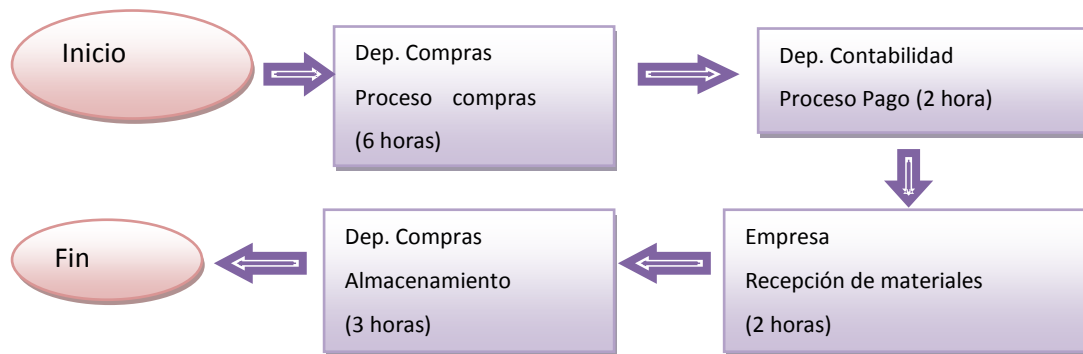 Inicio
Dep. Compras
Proceso compras
(6 horas)
Dep. Contabilidad
Proceso Pago (2 hora)
Empresa
Recepción de materiales
(2 horas)
Dep. Compras
Almacenamiento
(3 horas)
Fin